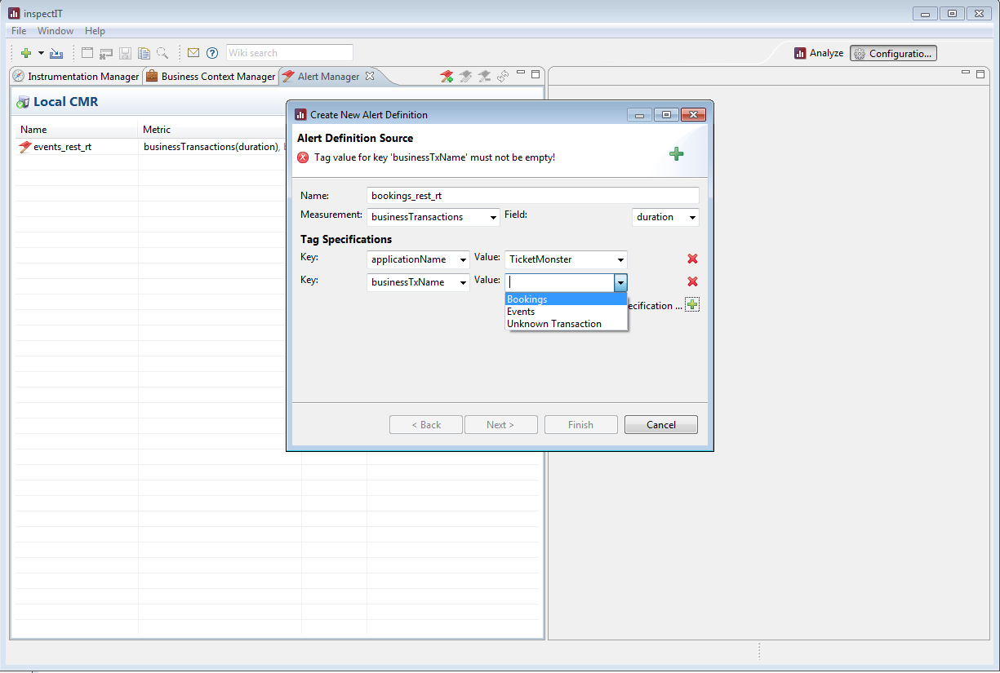 inspectIT
File Window Help
Wiki search
Analyze Configuratio...
Instrumentation Manager Business Context Manager Alert Manager
Local CMR
Name Metric
events_rest_rt businessTransactions(duration),
Create New Alert Definition
Alert Definition Source
Tag value for key 'businessTxName' must not be empty!
Name: bookings_rest_rt
Measurement: businessTransactions Field: duration
Tag Specifications
Key: applicationName Value: TicketMonster
Key: businessTxName Value:
Bookings
Events
Unknown Transaction
ecification ...
< Back Next > Finish Cancel